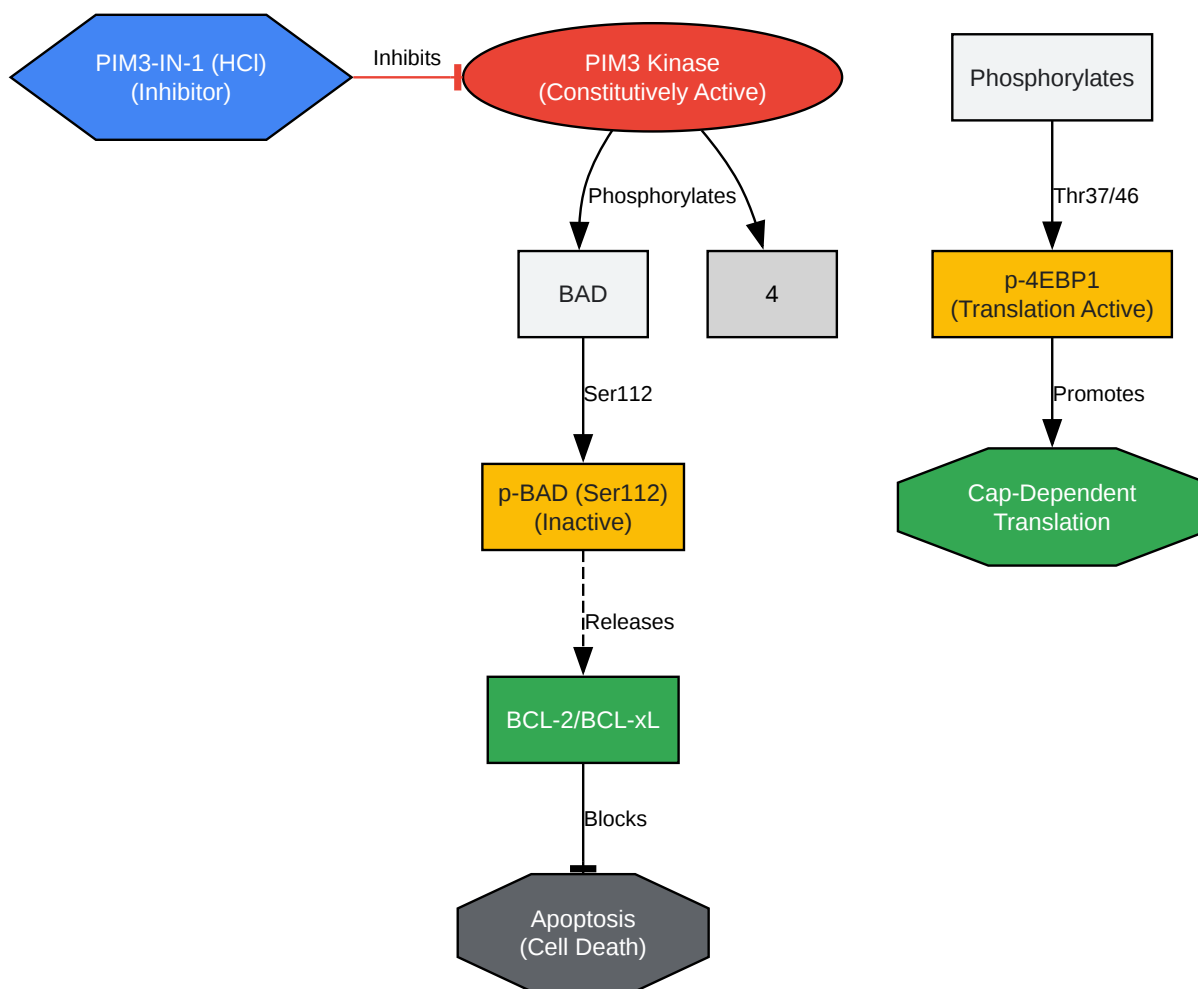 PIM3-IN-1 (HCl)
(Inhibitor)
Inhibits
PIM3 Kinase
(Constitutively Active)
Phosphorylates
Phosphorylates
Thr37/46
BAD
4
p-4EBP1
(Translation Active)
Ser112
Promotes
p-BAD (Ser112)
(Inactive)
Cap-Dependent
Translation
Releases
BCL-2/BCL-xL
Blocks
Apoptosis
(Cell Death)